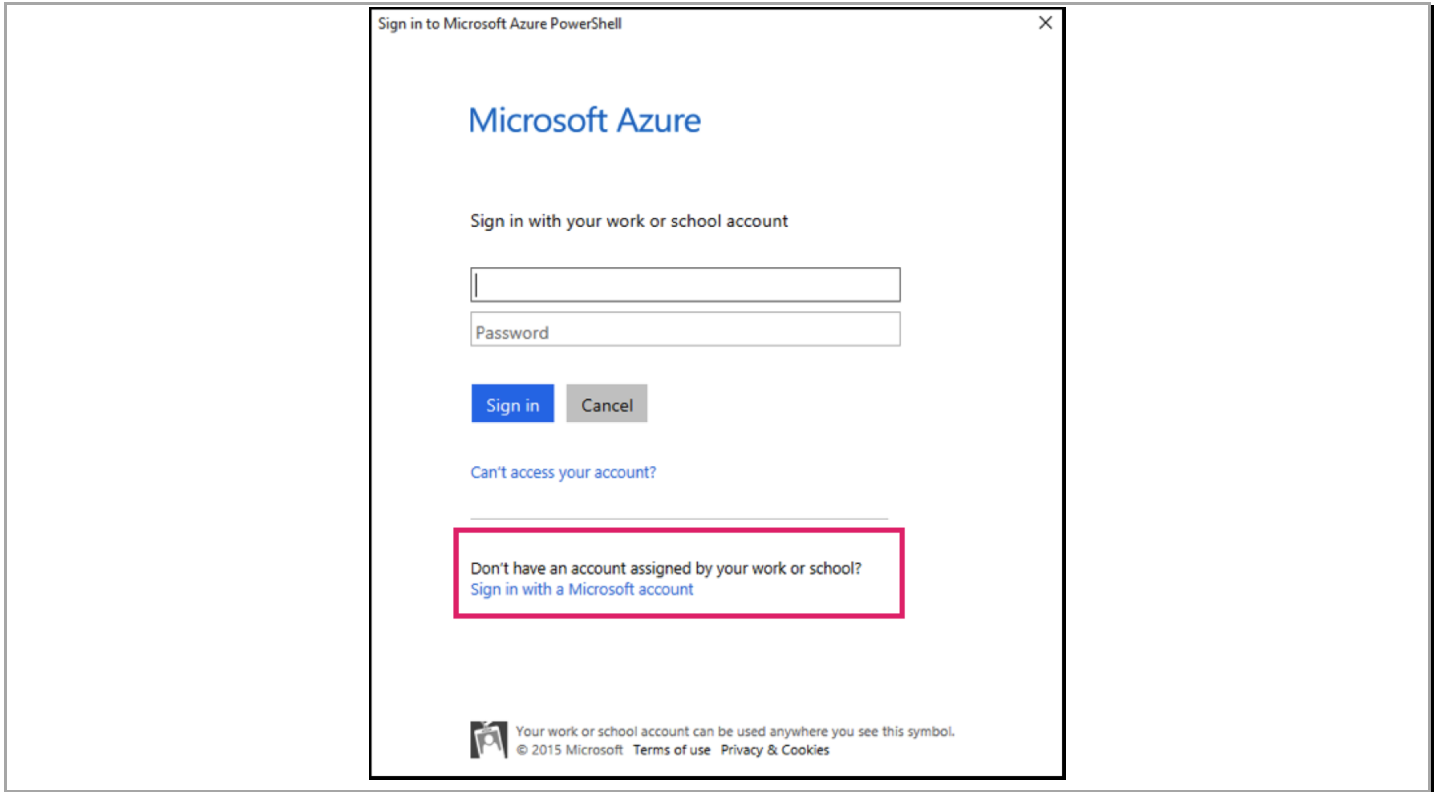 Sign in to Microsoft Azure PowerShell
Microsoft Azure
Sign in with your work or school account
Password
Sign in
Cancel
Can't access your account?
Don't have an account assigned by your work or school?
Sign in with a Microsoft account
Your work or school account can be used anywhere you see this symbol.
© 2015 Microsoft Terms of use Privacy & Cookies